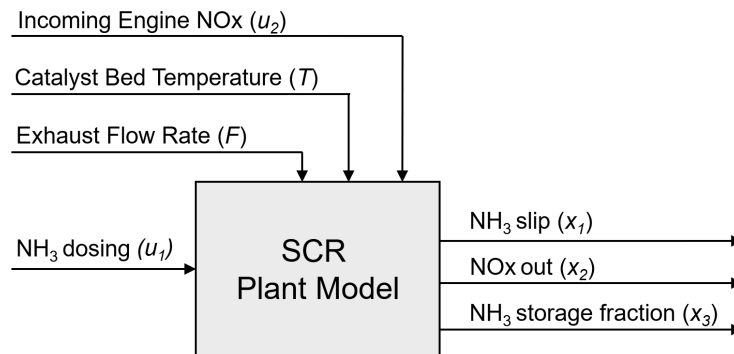 Incoming Engine NOx (u₂)
Catalyst Bed Temperature (T)
Exhaust Flow Rate (F)
NH₃ dosing (u₁)
SCR
Plant Model
NH₃ slip (x₁)
NOx out (x₂)
NH₃ storage fraction (x₃)